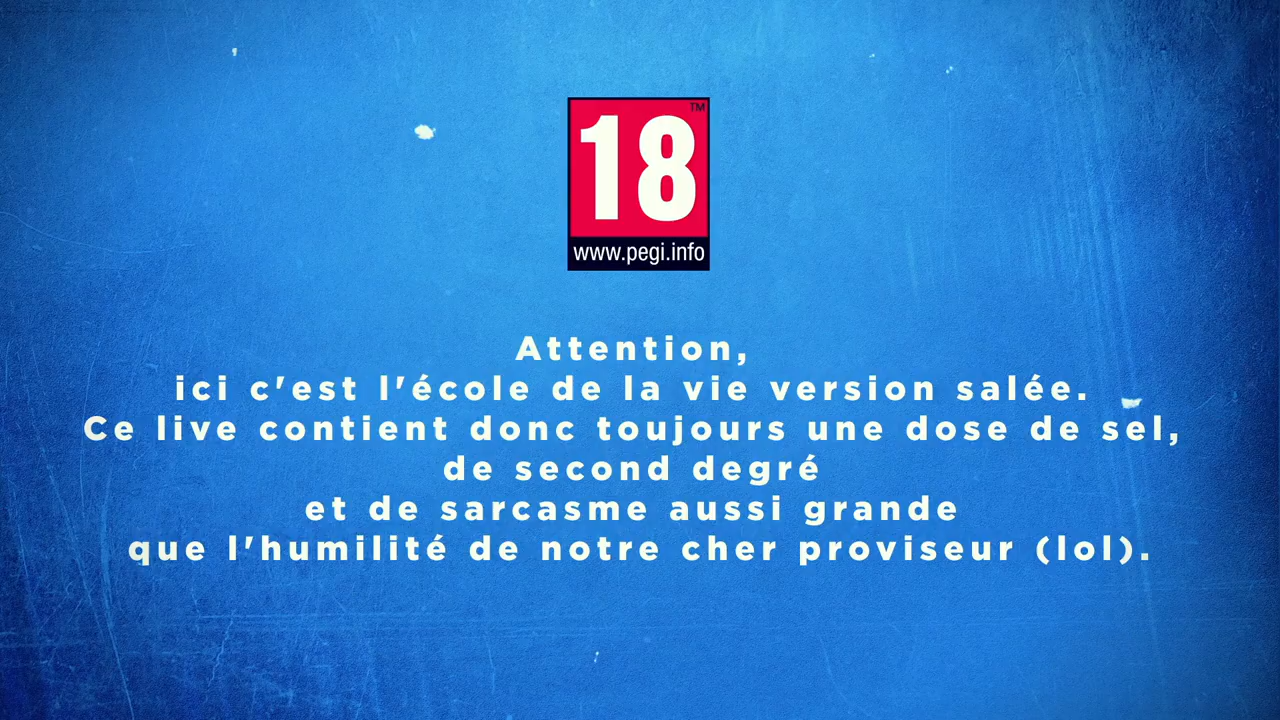 TM
18
www.pegi.info
Attention,
ici c'est l'école de la vie version salée.
Ce live contient donc toujours une dose de sel,
de second degré
et de sarcasme aussi grande
que l'humilité de notre cher proviseur (lol).